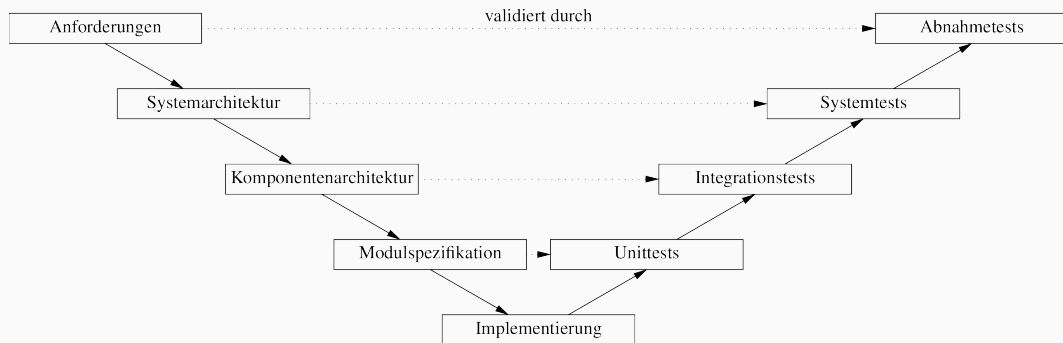 validiert durch
Anforderungen
Abnahmetests
Systemarchitektur
Systemtests
Komponentenarchitektur
Integrationstests
Modulspezifikation
Unittests
Implementierung